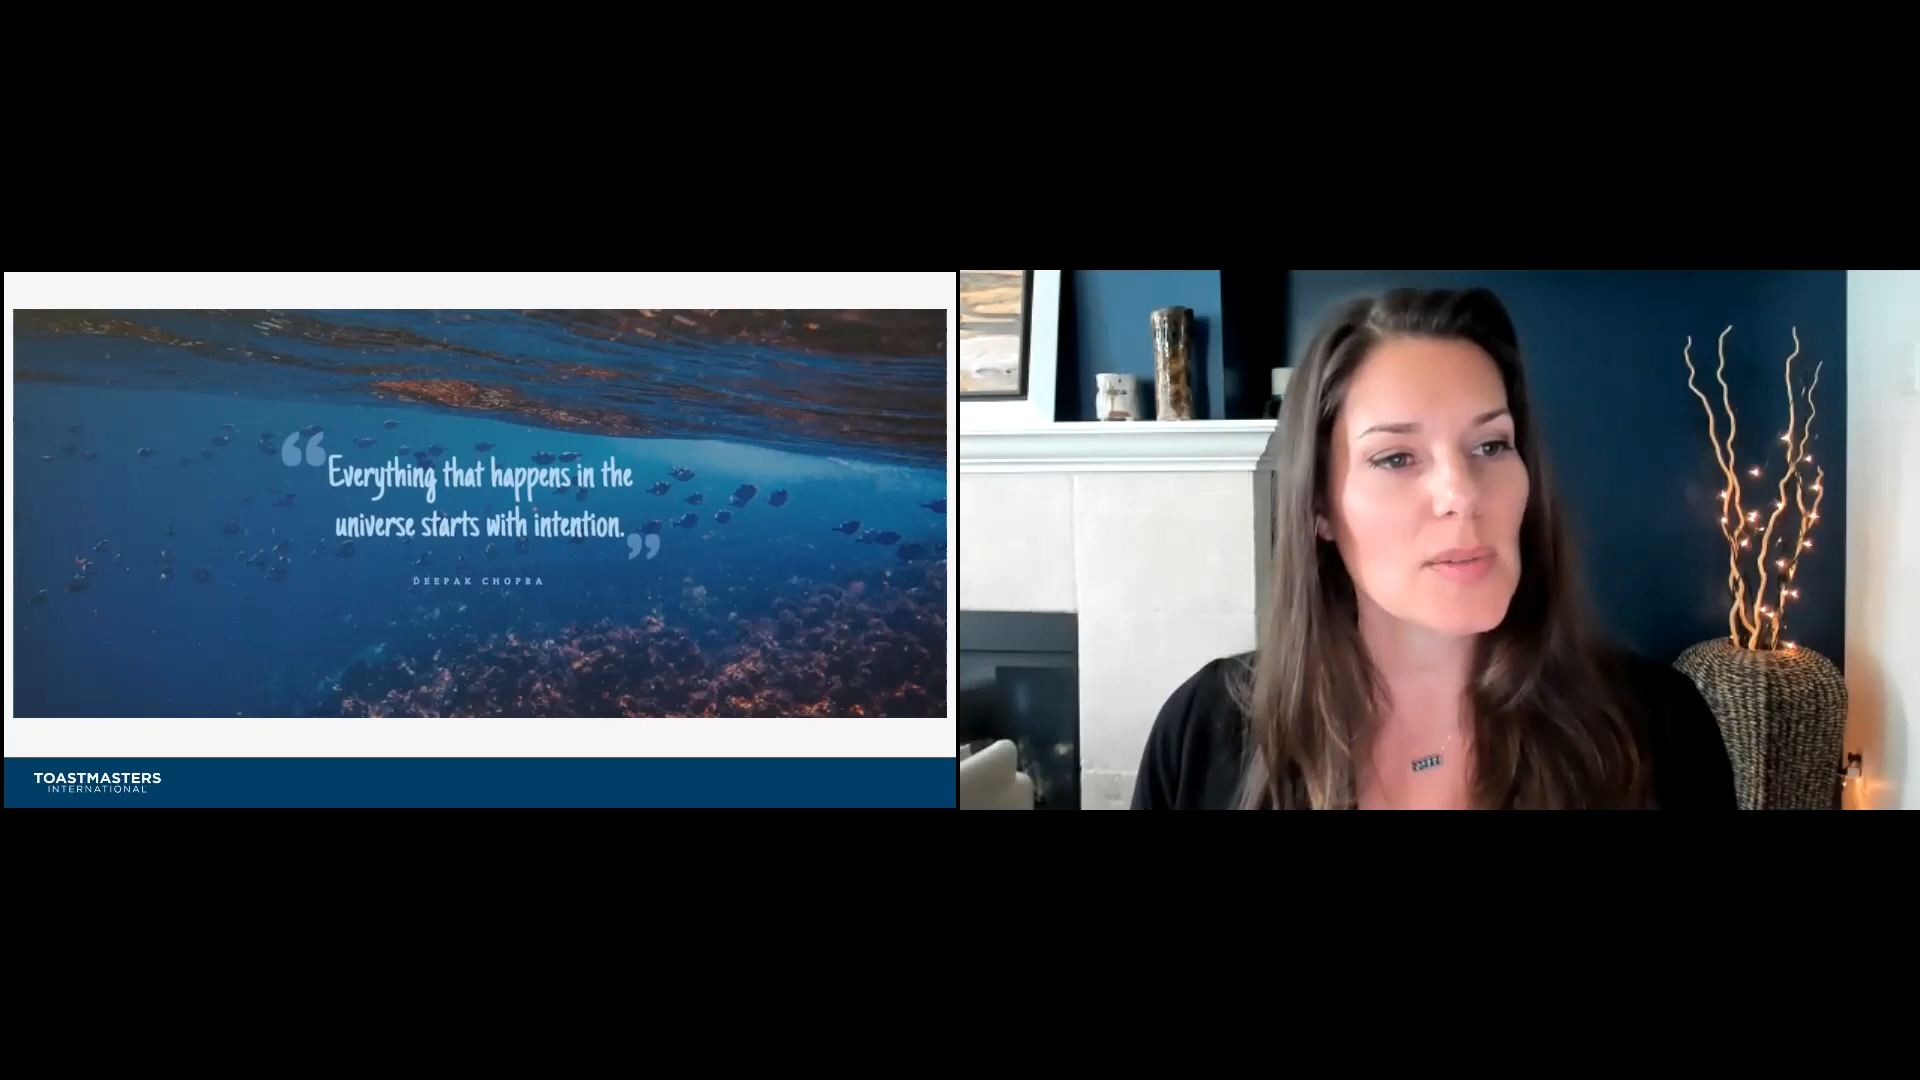 “Everything that happens in the
universe starts with intention.”
DEEPAK CHOPRA
TOASTMASTERS
INTERNATIONAL